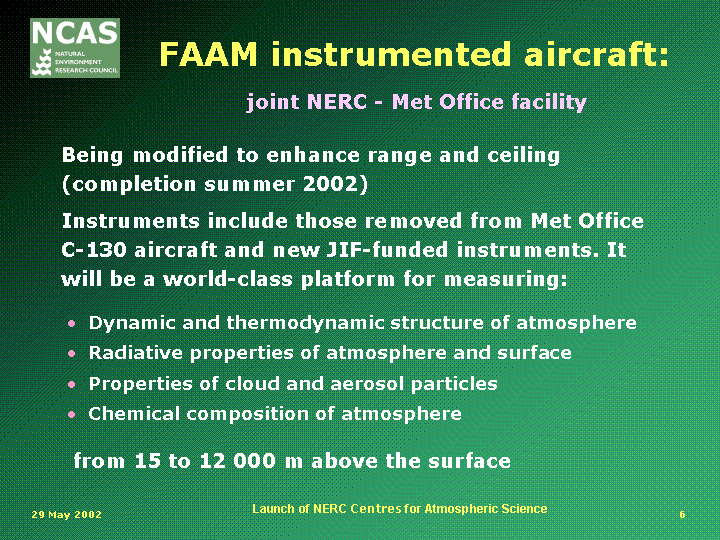 NCAS
NATURAL
ENVIRONMENT
RESEARCH COUNCIL
FAAM instrumented aircraft:
joint NERC - Met Office facility
Being modified to enhance range and ceiling
(completion summer 2002)
Instruments include those removed from Met Office
C-130 aircraft and new JIF-funded instruments. It
will be a world-class platform for measuring:
• Dynamic and thermodynamic structure of atmosphere
• Radiative properties of atmosphere and surface
• Properties of cloud and aerosol particles
• Chemical composition of atmosphere
from 15 to 12 000 m above the surface
29 May 2002
Launch of NERC Centres for Atmospheric Science
6